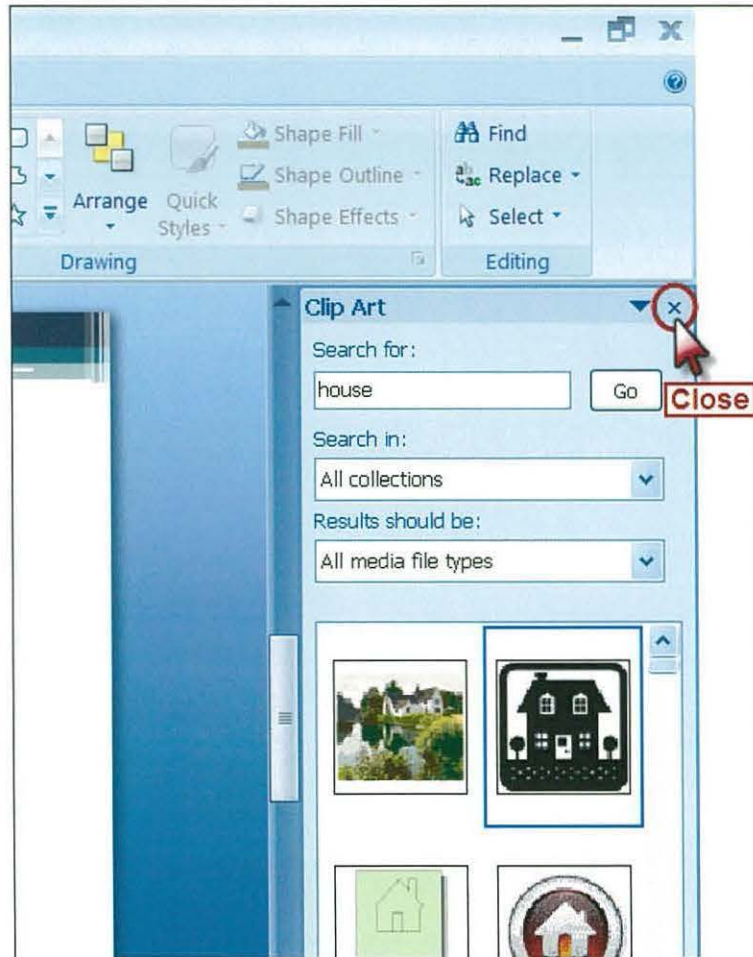 Shape Fill
Find
Shape Outline
Replace
Arrange
Quick
Styles
Shape Effects
Select
Drawing
Editing
Clip Art
Search for:
house
Go
Close
Search in:
All collections
Results should be:
All media file types